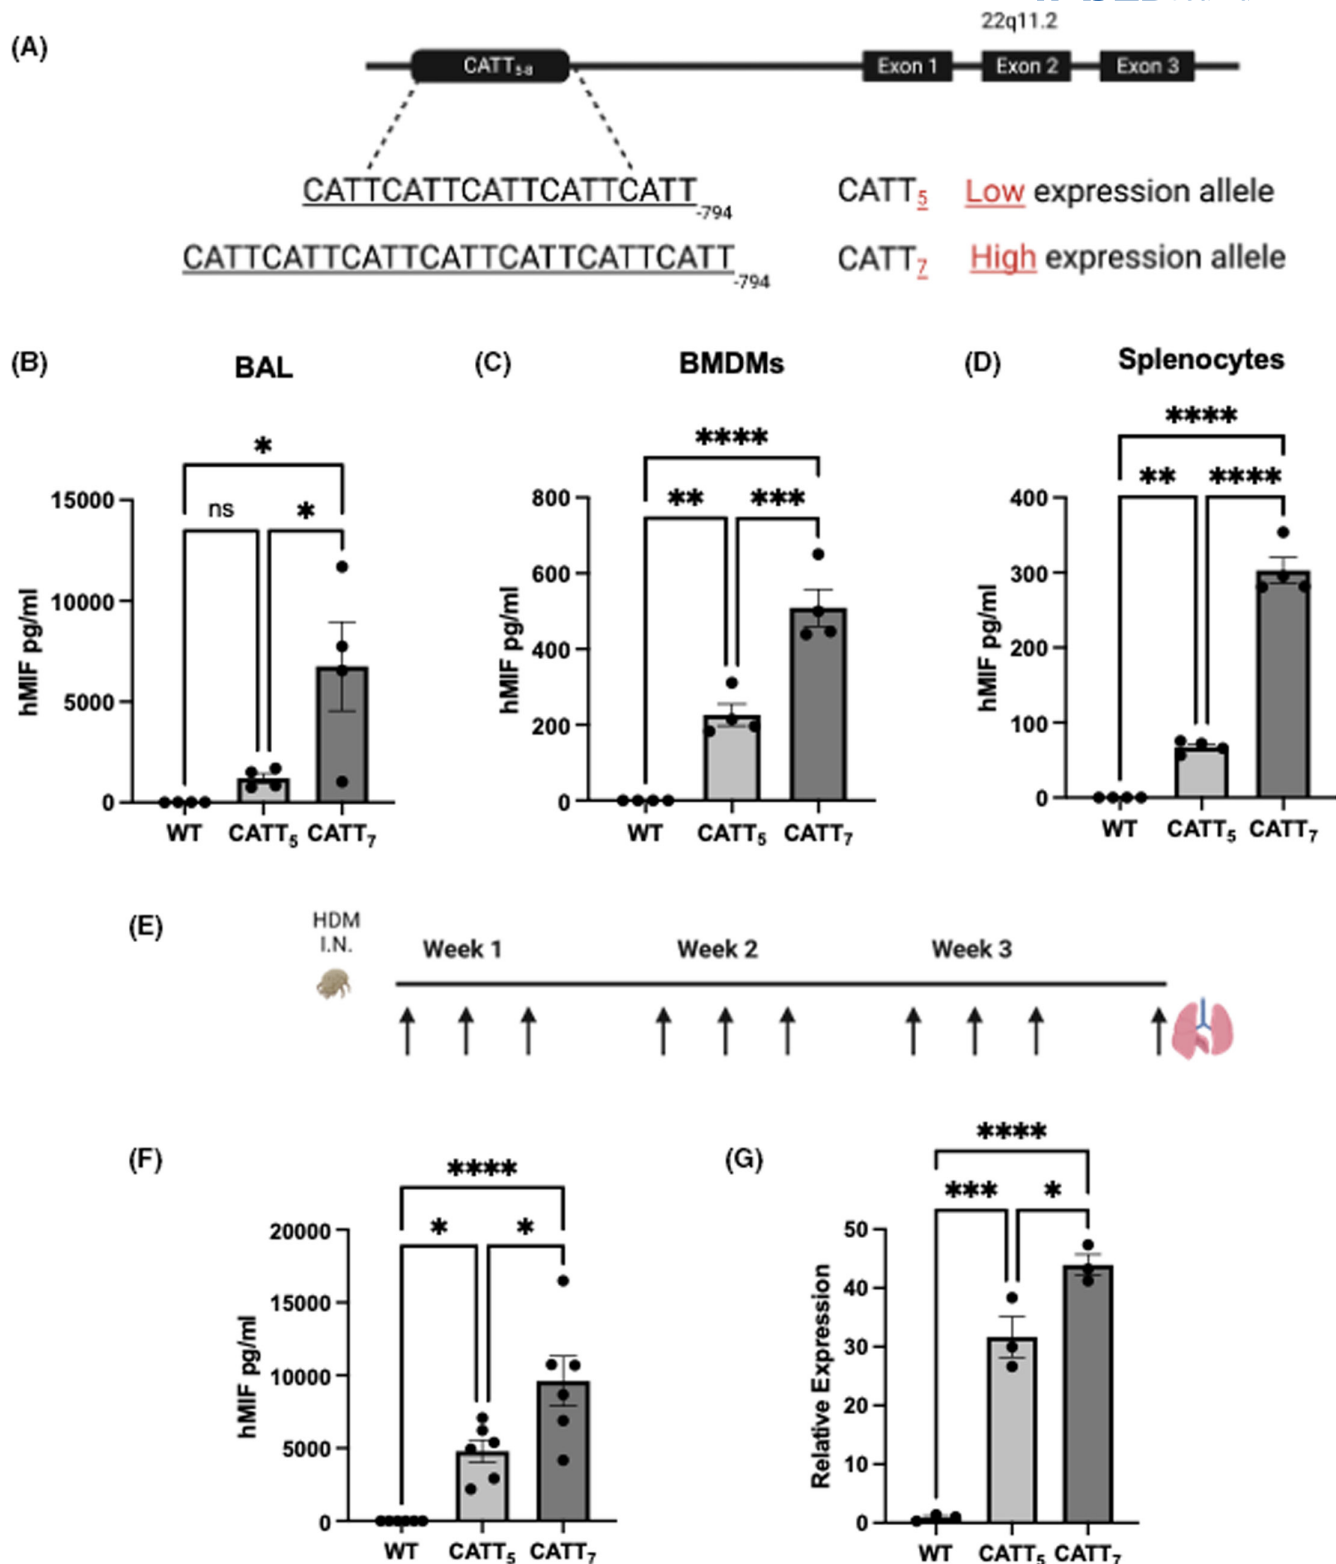 (A)
22q11.2
CATT5-8
Exon 1
Exon 2
Exon 3
CATTCATTCATTCATTCATT-794
CATT5 Low expression allele
CATTCATTCATTCATTCATTCATTCATT-794
CATT7 High expression allele
(B)
BAL
*
ns
*
15000
10000
5000
0
hMIF pg/ml
WT CATT5 CATT7
(C)
BMDMs
****
** ***
800
600
400
200
0
hMIF pg/ml
WT CATT5 CATT7
(D)
Splenocytes
****
** ****
400
300
200
100
0
hMIF pg/ml
WT CATT5 CATT7
(E)
HDM
I.N.
Week 1
Week 2
Week 3
(F)
****
* *
20000
15000
10000
5000
0
hMIF pg/ml
WT CATT5 CATT7
(G)
****
*** *
50
40
30
20
10
0
Relative Expression
WT CATT5 CATT7